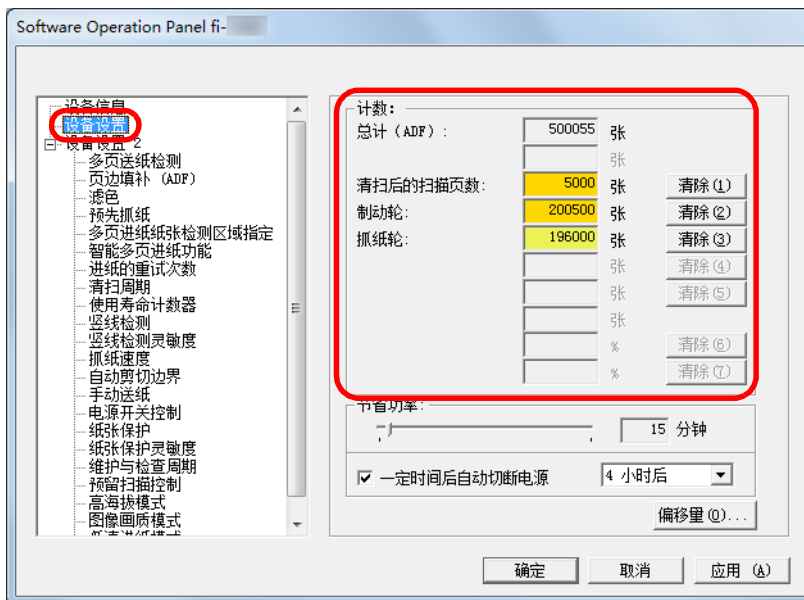 Software Operation Panel fi-
设备信息
设备设置
设备设置 2
多页送纸检测
页边填补 (ADF)
滤色
预先抓纸
多页进纸纸张检测区域指定
智能多页进纸功能
进纸的重试次数
清扫周期
使用寿命计数器
竖线检测
竖线检测灵敏度
抓纸速度
自动剪切边界
手动送纸
电源开关控制
纸张保护
纸张保护灵敏度
维护与检查周期
预留扫描控制
高海拔模式
图像画质模式
低速进纸模式
计数:
总计 (ADF) : 500055 张
张
清扫后的扫描页数: 5000 张 清除(1)
制动轮: 200500 张 清除(2)
抓纸轮: 196000 张 清除(3)
张 清除(4)
张 清除(5)
张
% 清除(6)
% 清除(7)
节省功率:
15 分钟
一定时间后自动切断电源 4 小时后
偏移量(O)...
确定 取消 应用 (A)